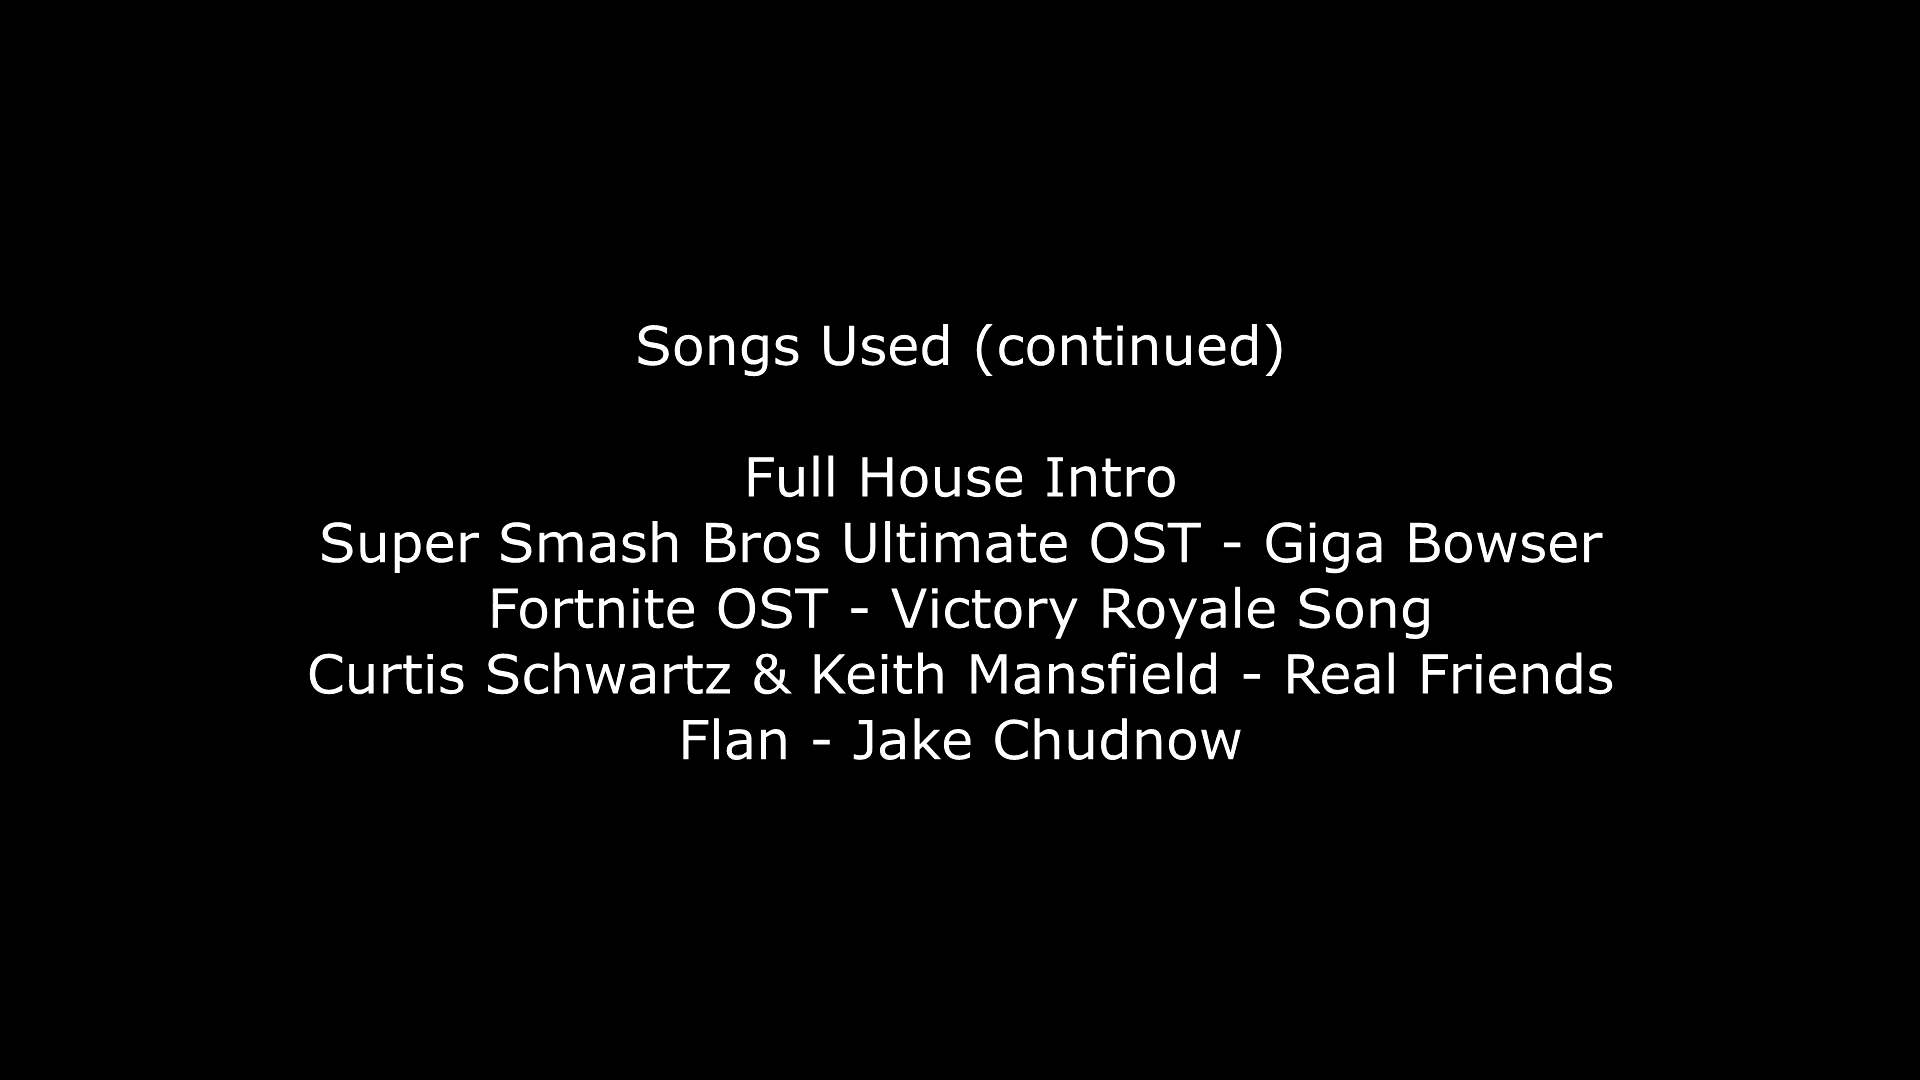 Songs Used (continued)
Full House Intro
Super Smash Bros Ultimate OST - Giga Bowser
Fortnite OST - Victory Royale Song
Curtis Schwartz & Keith Mansfield - Real Friends
Flan - Jake Chudnow